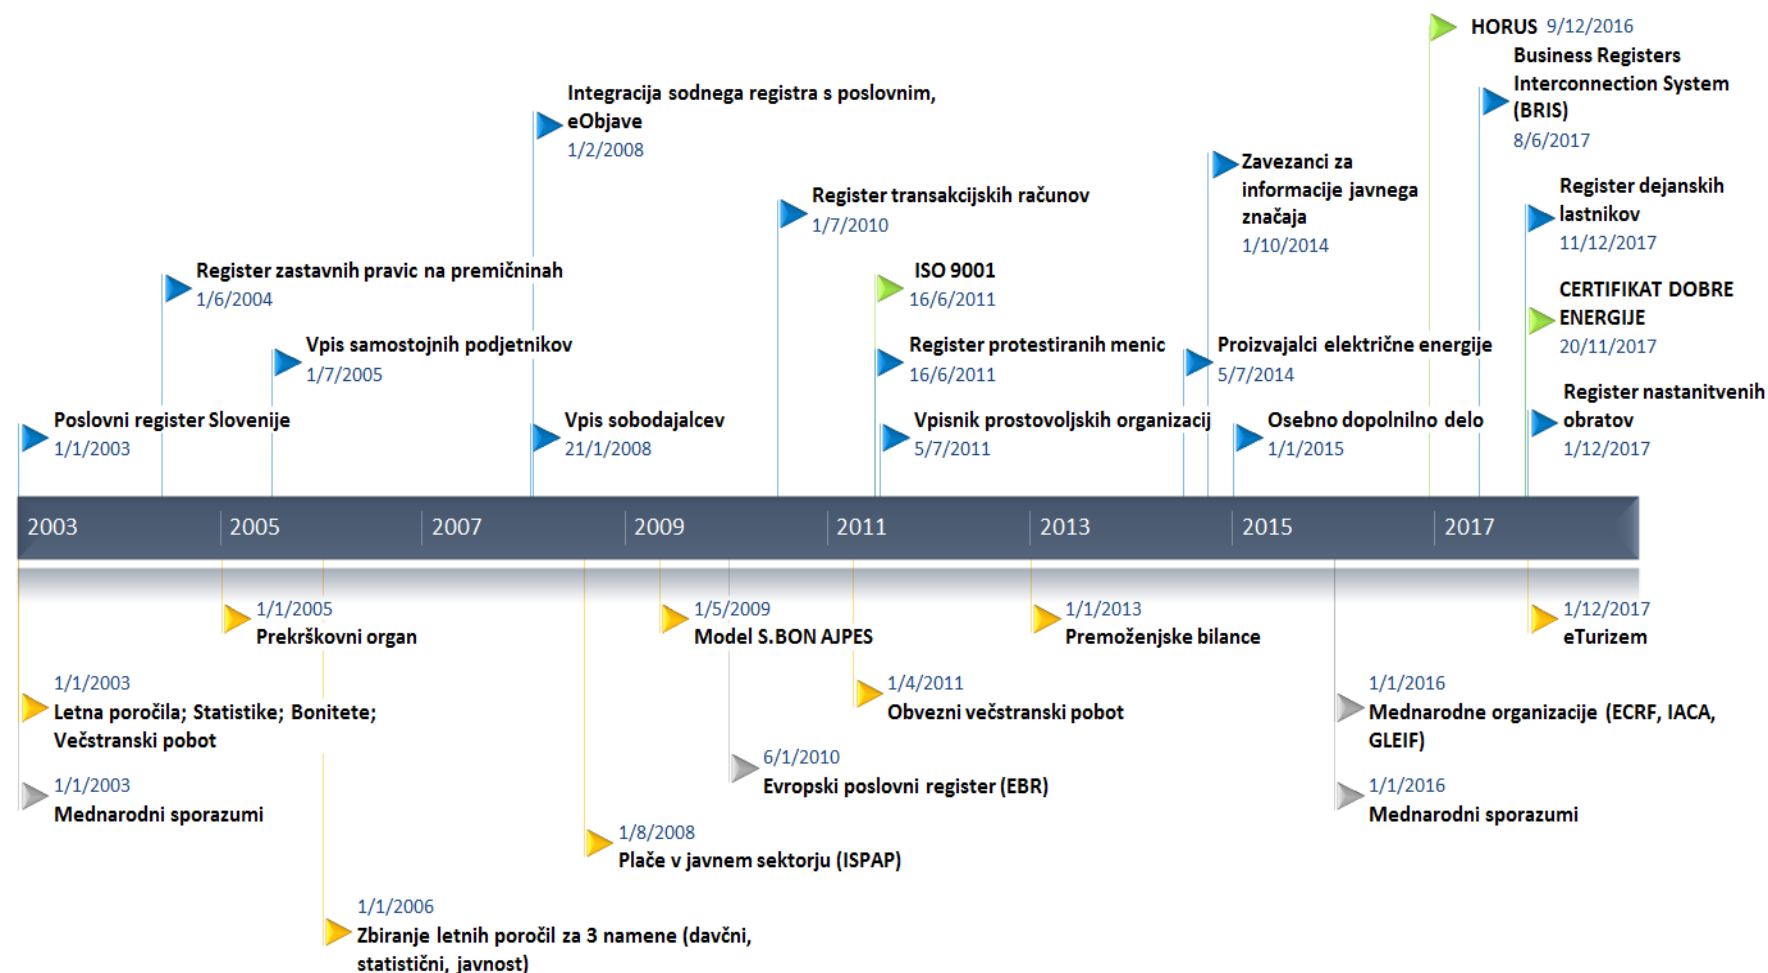 HORUS 9/12/2016
Business Registers
Interconnection System
(BRIS)
8/6/2017
Integracija sodnega registra s poslovnim,
eObjave
1/2/2008
Zavezanci za
informacije javnega
značaja
1/10/2014
Register transakcijskih računov
1/7/2010
Register dejanskih
lastnikov
11/12/2017
Register zastavnih pravic na premičninah
1/6/2004
ISO 9001
16/6/2011
CERTIFIKAT DOBRE
ENERGIJE
20/11/2017
Vpis samostojnih podjetnikov
1/7/2005
Register protestiranih menic
16/6/2011
Proizvajalci električne energije
5/7/2014
Poslovni register Slovenije
1/1/2003
Vpis sobodajalcev
21/1/2008
Vpisnik prostovoljskih organizacij
5/7/2011
Osebno dopolnilno delo
1/1/2015
Register nastanitvenih
obratov
1/12/2017
2003 2005 2007 2009 2011 2013 2015 2017
1/1/2005
Prekrškovni organ
1/5/2009
Model S.BON AJPES
1/1/2013
Premoženjske bilance
1/12/2017
eTurizem
1/1/2003
Letna poročila; Statistike; Bonitete;
Večstranski pobot
1/4/2011
Obvezni večstranski pobot
1/1/2016
Mednarodne organizacije (ECRF, IACA,
GLEIF)
6/1/2010
Evropski poslovni register (EBR)
1/1/2003
Mednarodni sporazumi
1/1/2016
Mednarodni sporazumi
1/8/2008
Plače v javnem sektorju (ISPAP)
1/1/2006
Zbiranje letnih poročil za 3 namene (davčni,
statistični, javnost)